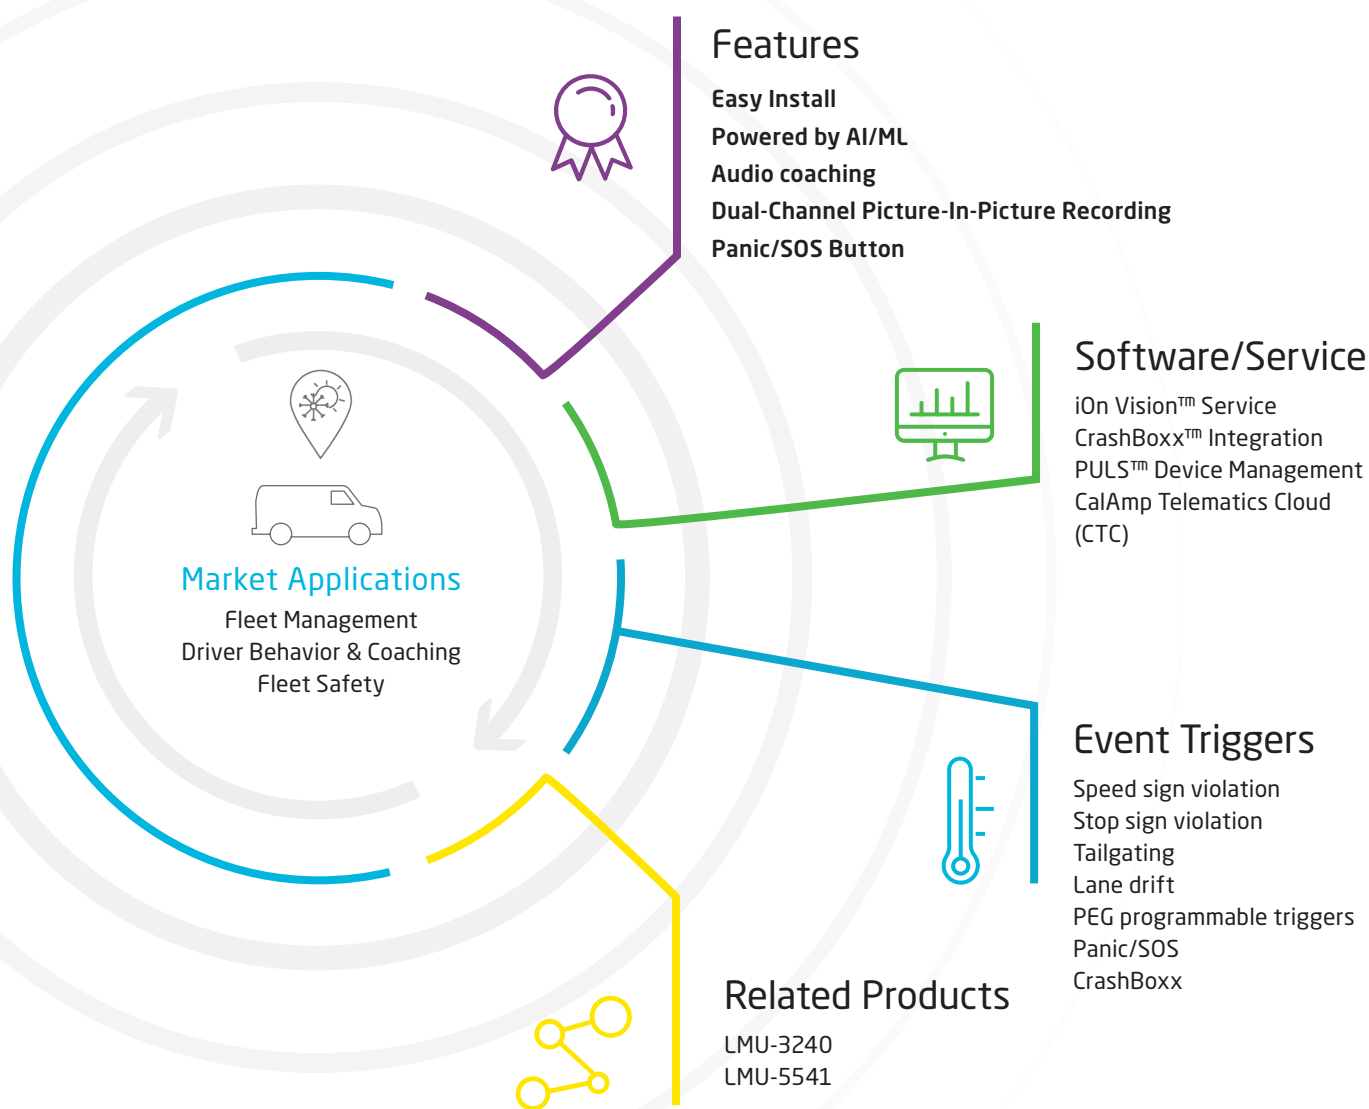 Features
Easy Install
Powered by AI/ML
Audio coaching
Dual-Channel Picture-In-Picture Recording
Panic/SOS Button
Software/Service
iOn Vision™ Service
CrashBoxx™ Integration
PULS™ Device Management
CalAmp Telematics Cloud
(CTC)
Market Applications
Fleet Management
Driver Behavior & Coaching
Fleet Safety
Event Triggers
Speed sign violation
Stop sign violation
Tailgating
Lane drift
PEG programmable triggers
Panic/SOS
CrashBoxx
Related Products
LMU-3240
LMU-5541